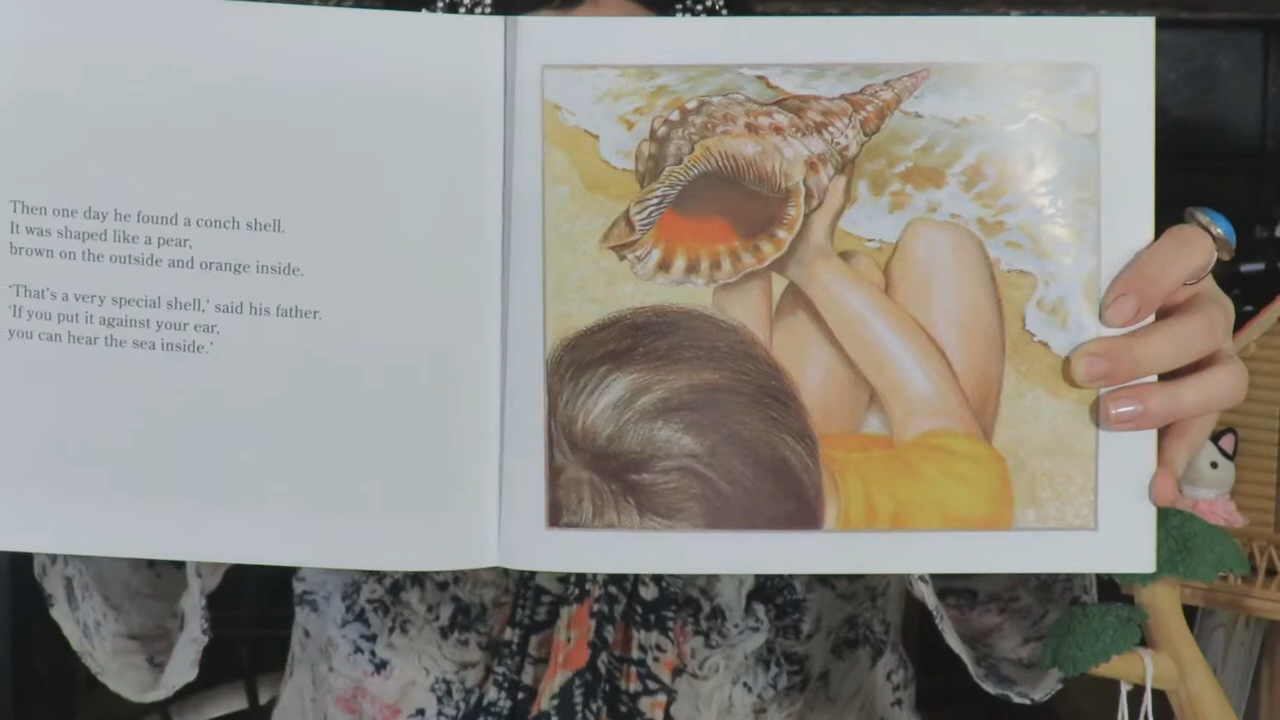 Then one day he found a conch shell.
It was shaped like a pear,
brown on the outside and orange inside.
'That's a very special shell,' said his father.
'If you put it against your ear,
you can hear the sea inside.'